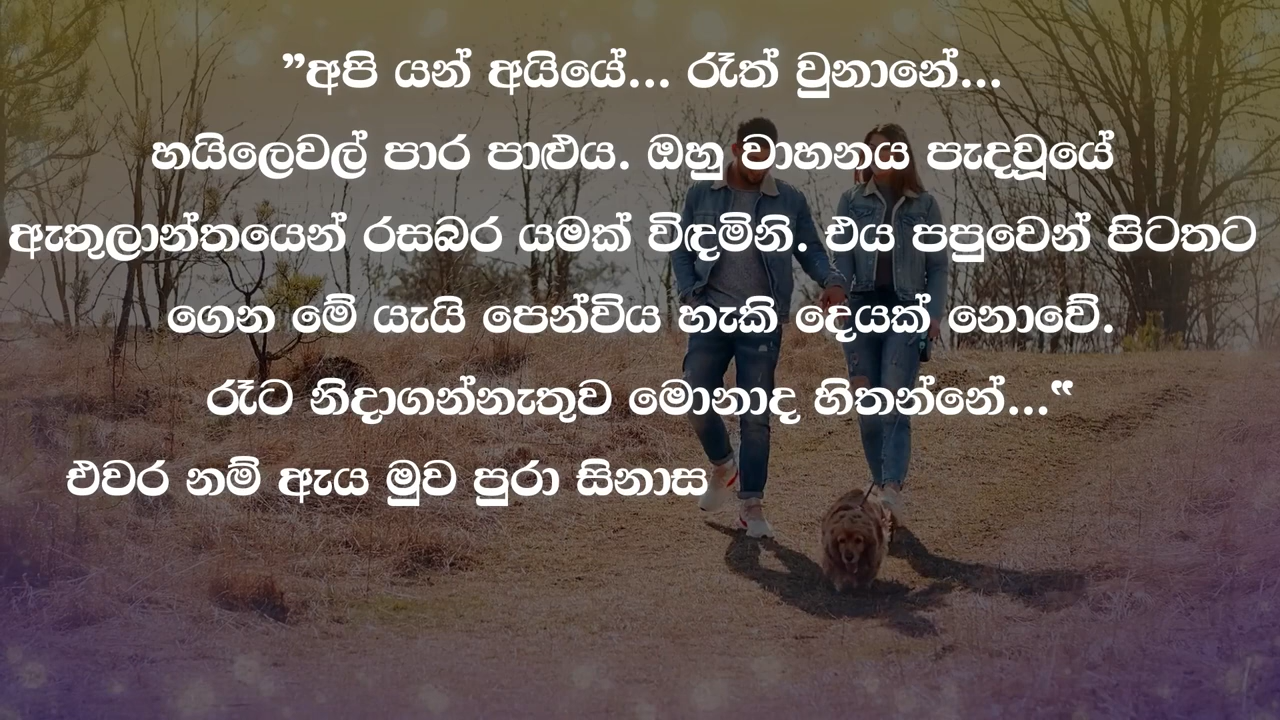 ”අපි යන් අයියේ... රෑත් වුනානේ...
හයිලෙවල් පාර පාළුය. ඔහු වාහනය පැදවූයේ
ඇතුලාන්තයෙන් රසබර යමක් විඳමිනි. එය පපුවෙන් පිටතට
ගෙන මේ යැයි පෙන්විය හැකි දෙයක් නොවේ.
රෑට නිදාගන්නැතුව මොනාද හිතන්නේ...“
එවර නම් ඇය මුව පුරා සිනාස